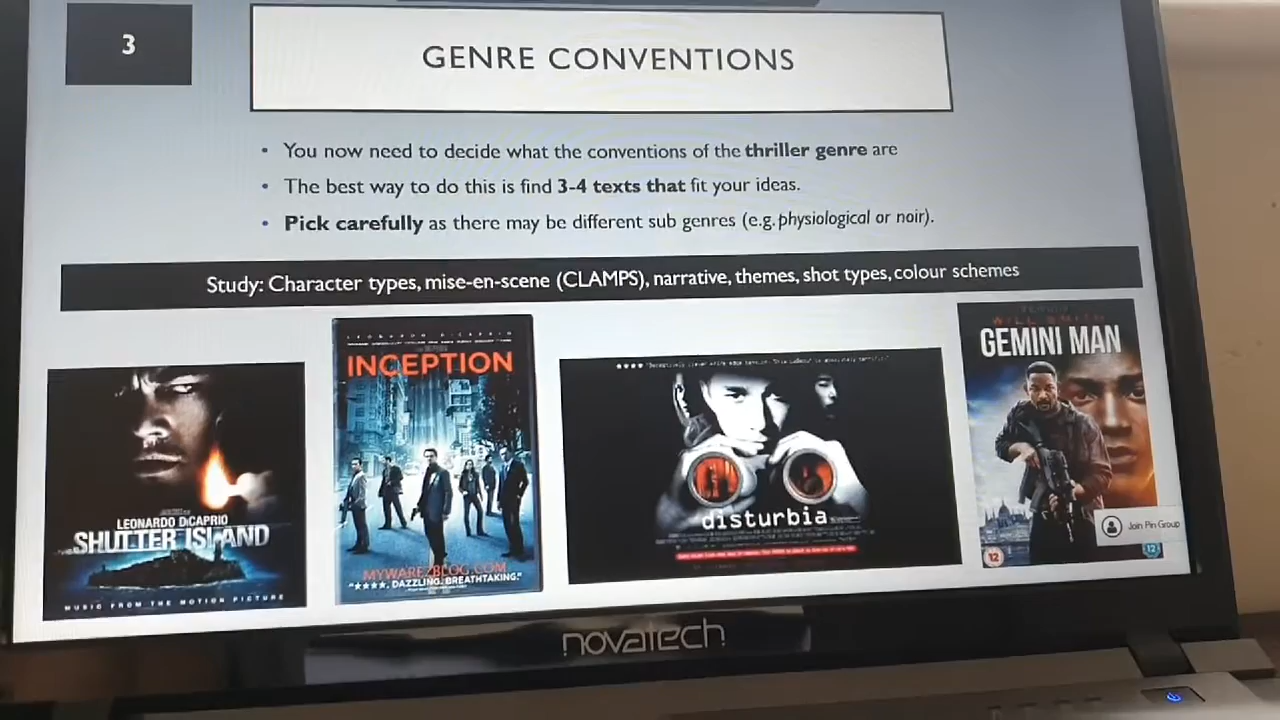 3
GENRE CONVENTIONS
• You now need to decide what the conventions of the thriller genre are
• The best way to do this is find 3-4 texts that fit your ideas.
• Pick carefully as there may be different sub genres (e.g. physiological or noir).
Study: Character types, mise-en-scene (CLAMPS), narrative, themes, shot types, colour schemes
LEONARDO DiCAPRIO
SHUTTER ISLAND
MUSIC FROM THE MOTION PICTURE
LEONARDO DICAPRIO
INCEPTION
MYWAREZBLOG.COM
"★★★★. DAZZLING. BREATHTAKING."
disturbia
WILL SMITH
GEMINI MAN
12
12
Join Pin Group
novatech